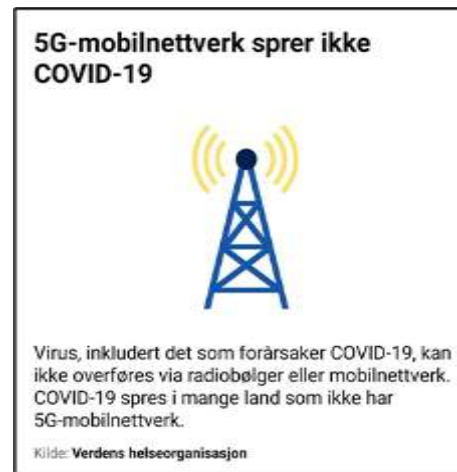 5G-mobilnettverk sprer ikke
COVID-19
Virus, inkludert det som forårsaker COVID-19, kan
ikke overføres via radiobølger eller mobilnettverk.
COVID-19 spres i mange land som ikke har
5G-mobilnettverk.
Kilde: Verdens helseorganisasjon